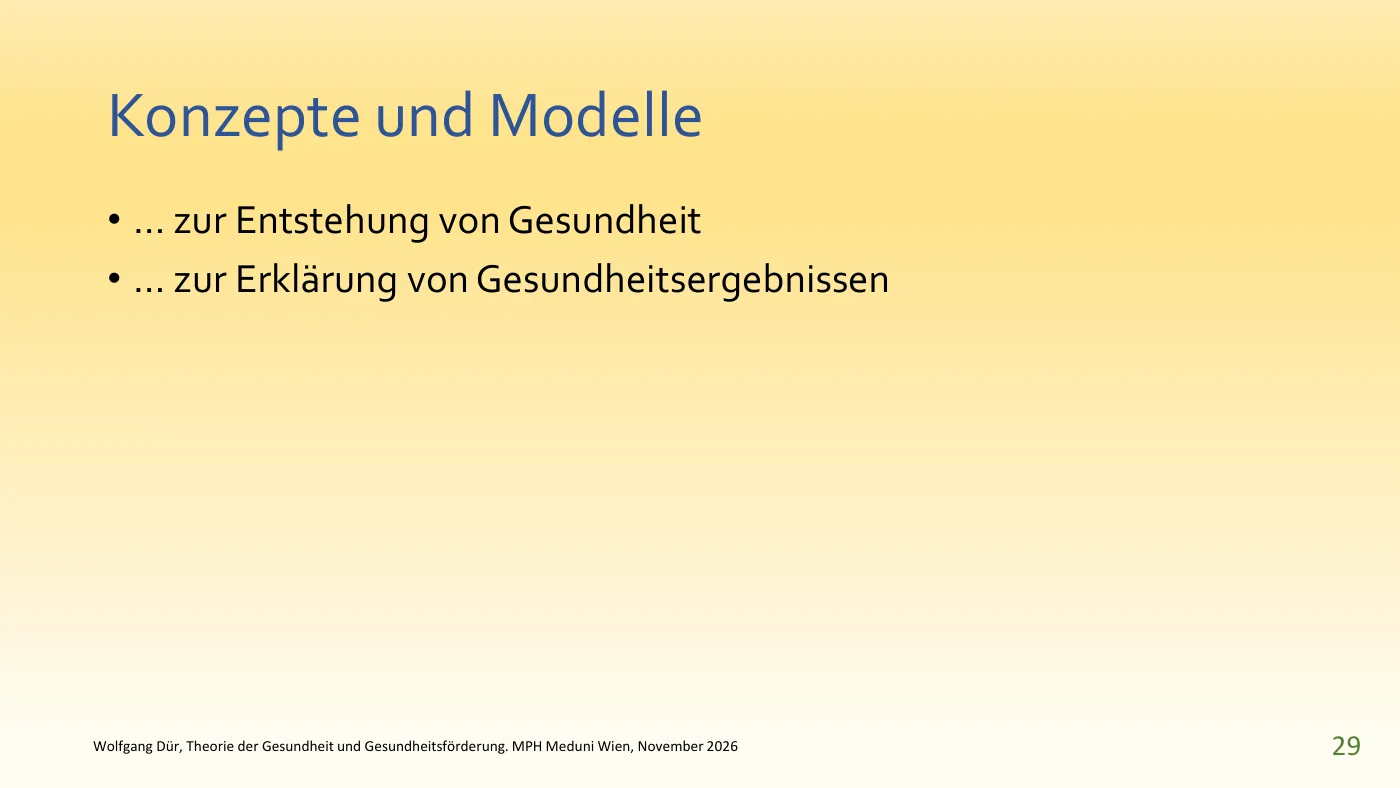 Konzepte und Modelle
• … zur Entstehung von Gesundheit
• … zur Erklärung von Gesundheitsergebnissen
Wolfgang Dür, Theorie der Gesundheit und Gesundheitsförderung. MPH Meduni Wien, November 2026
29